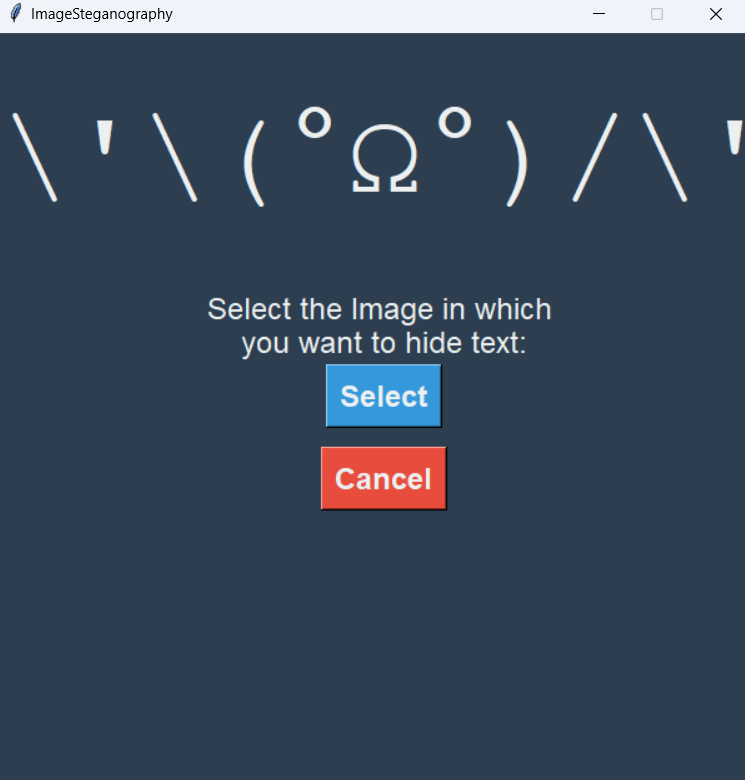 ImageSteganography
\'\(°Ω°)/\'
Select the Image in which
you want to hide text:
Select
Cancel